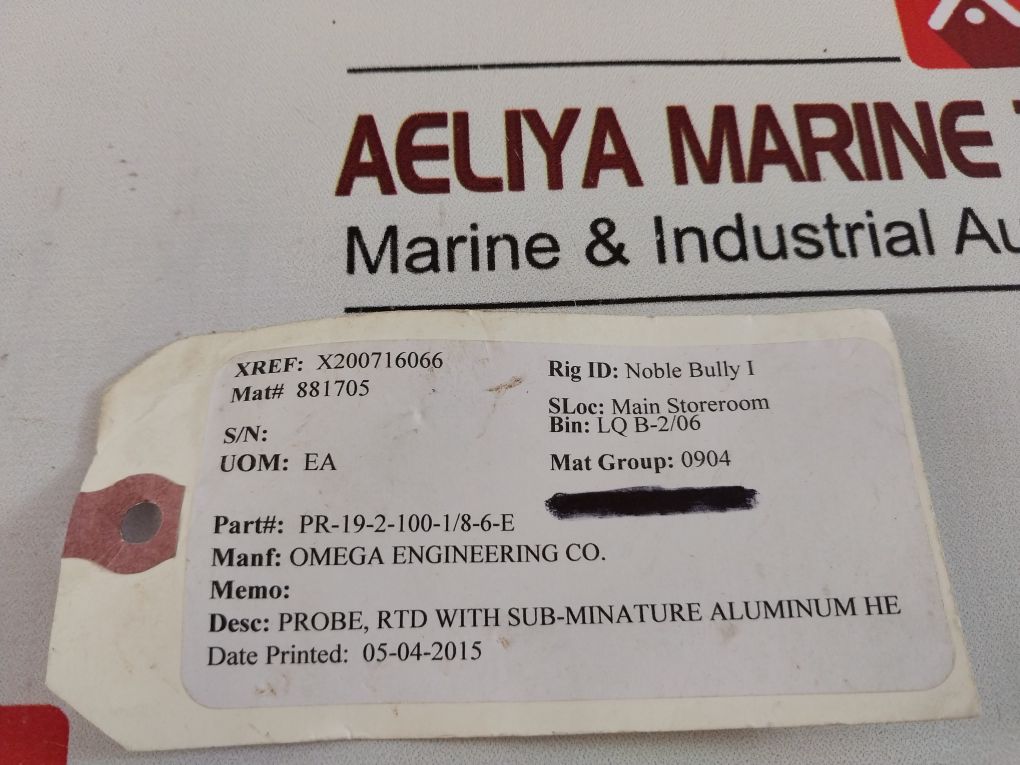 AELIYA MARINE
Marine & Industrial
XREF: X200716066
Mat# 881705
S/N:
UOM: EA
Rig ID: Noble Bully I
SLoc: Main Storeroom
Bin: LQ B-2/06
Mat Group: 0904
Part#: PR-19-2-100-1/8-6-E
Manf: OMEGA ENGINEERING CO.
Memo:
Desc: PROBE, RTD WITH SUB-MINATURE ALUMINUM HE
Date Printed: 05-04-2015